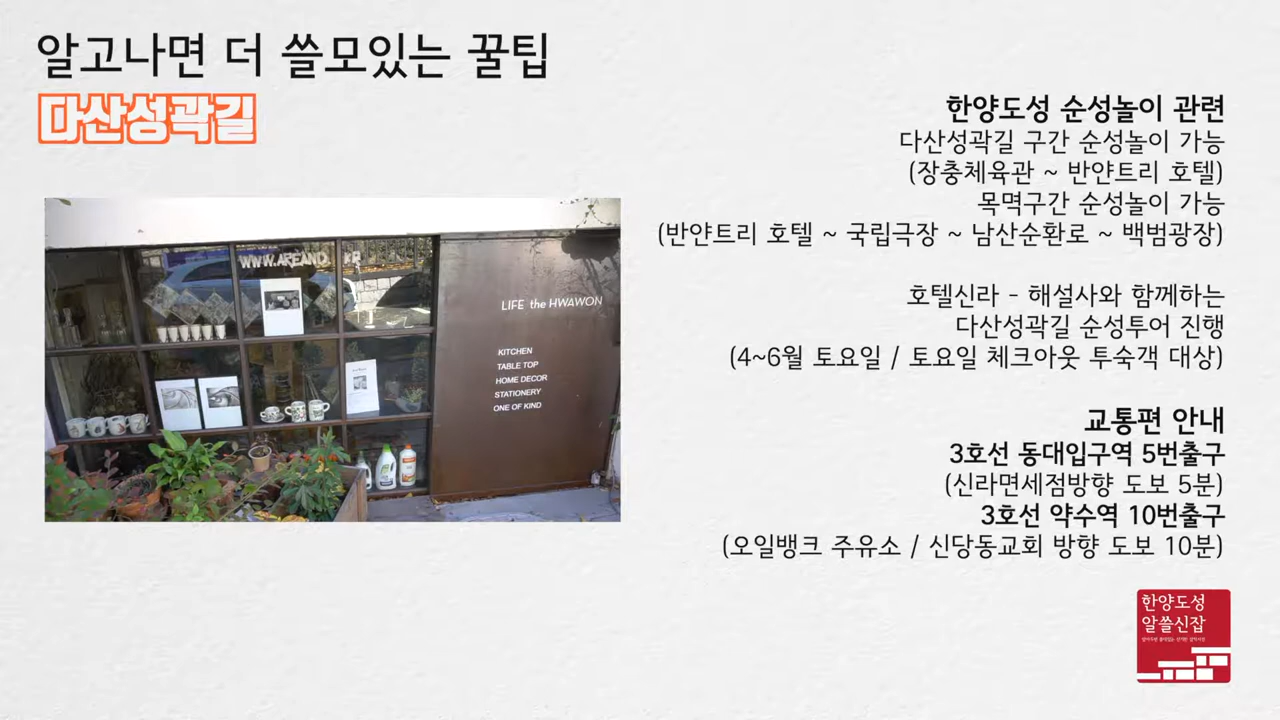 알고나면 더 쓸모있는 꿀팁
다산성곽길
WWW.AREAND
KR
LIFE the HWAWON
KITCHEN
TABLE TOP
HOME DECOR
STATIONERY
ONE OF KIND
한양도성 순성놀이 관련
다산성곽길 구간 순성놀이 가능
(장충체육관 ~ 반얀트리 호텔)
목멱구간 순성놀이 가능
(반얀트리 호텔 ~ 국립극장 ~ 남산순환로 ~ 백범광장)
호텔신라 - 해설사와 함께하는
다산성곽길 순성투어 진행
(4~6월 토요일 / 토요일 체크아웃 투숙객 대상)
교통편 안내
3호선 동대입구역 5번출구
(신라면세점방향 도보 5분)
3호선 약수역 10번출구
(오일뱅크 주유소 / 신당동교회 방향 도보 10분)
한양도성
알쓸신잡